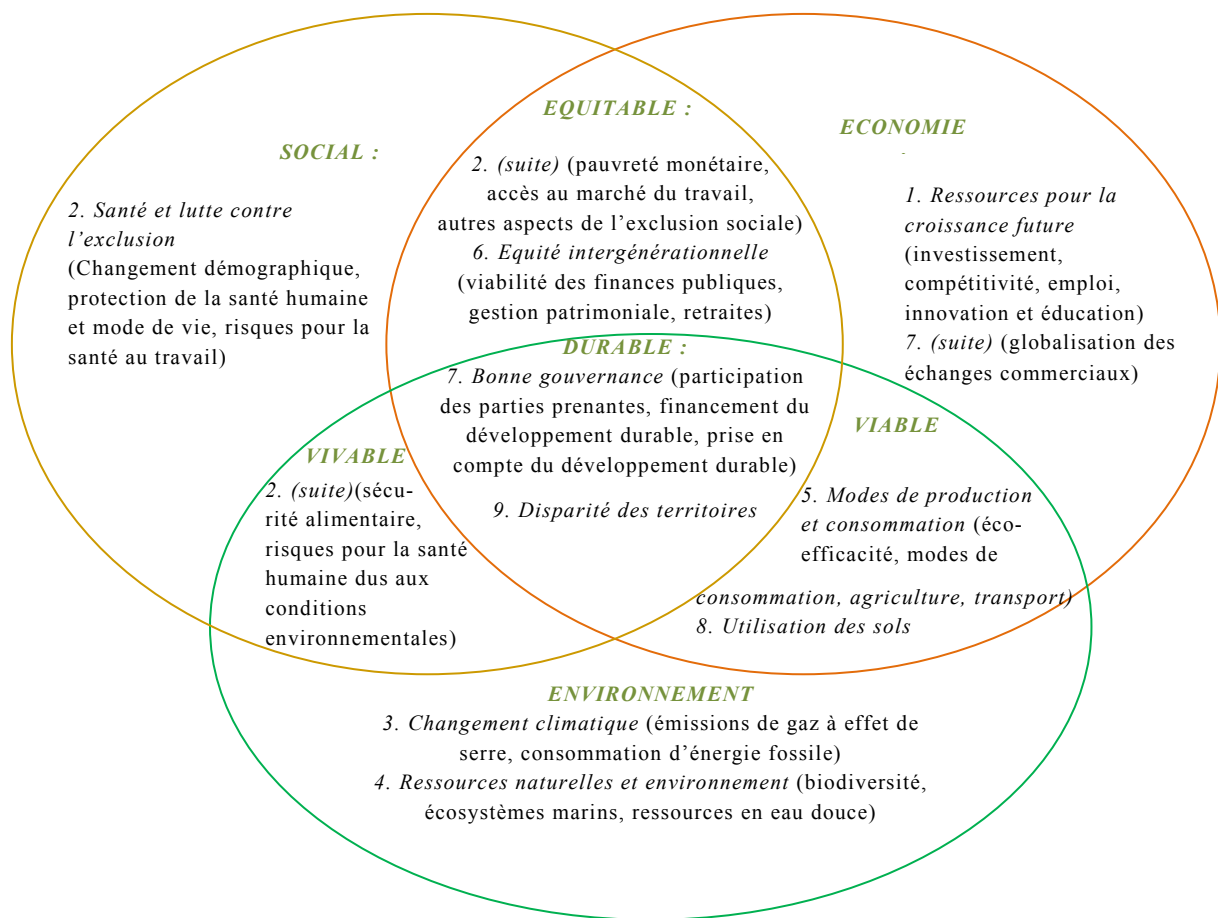 SOCIAL :
2. Santé et lutte contre
l’exclusion
(Changement démographique,
protection de la santé humaine
et mode de vie, risques pour la
santé au travail)
EQUITABLE :
2. (suite) (pauvreté monétaire,
accès au marché du travail,
autres aspects de l’exclusion sociale)
6. Equité intergénérationnelle
(viabilité des finances publiques,
gestion patrimoniale, retraites)
ECONOMIE
1. Ressources pour la
croissance future
(investissement,
compétitivité, emploi,
innovation et éducation)
7. (suite) (globalisation des
échanges commerciaux)
DURABLE :
7. Bonne gouvernance (participation
des parties prenantes, financement du
développement durable, prise en
compte du développement durable)
9. Disparité des territoires
VIVABLE
2. (suite)(sécu-
rité alimentaire,
risques pour la santé
humaine dus aux
conditions
environnementales)
VIABLE
5. Modes de production
et consommation (éco-
efficacité, modes de
consommation, agriculture, transport)
8. Utilisation des sols
ENVIRONNEMENT
3. Changement climatique (émissions de gaz à effet de
serre, consommation d’énergie fossile)
4. Ressources naturelles et environnement (biodiversité,
écosystèmes marins, ressources en eau douce)